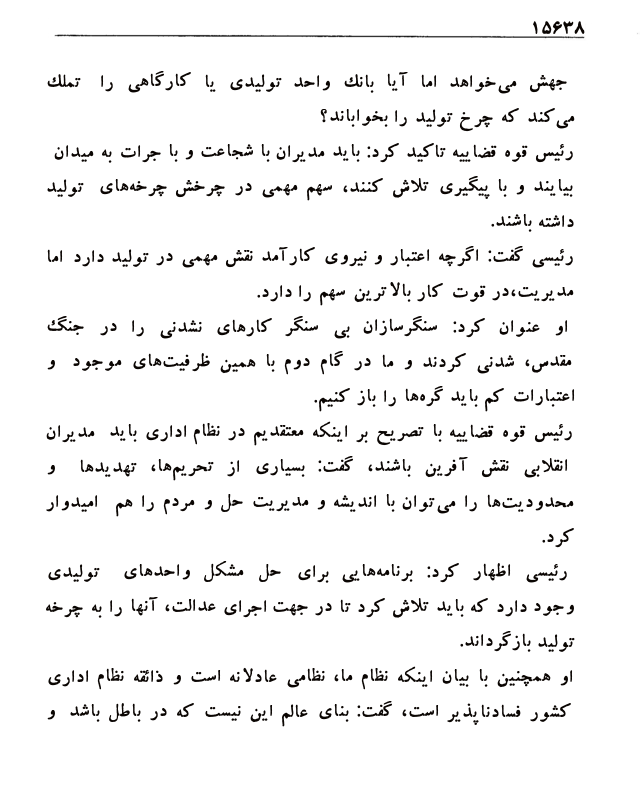 ۱۵۶۳۸
جهش می‌خواهد اما آیا بانك واحد تولیدی یا کارگاهی را تملك
می‌کند که چرخ تولید را بخواباند؟
رئیس قوه قضاییه تاکید کرد: باید مدیران با شجاعت و با جرات به میدان
بیایند و با پیگیری تلاش کنند، سهم مهمی در چرخش چرخه‌های تولید
داشته باشند.
رئیسی گفت: اگرچه اعتبار و نیروی کارآمد نقش مهمی در تولید دارد اما
مدیریت،در قوت کار بالاترین سهم را دارد.
او عنوان کرد: سنگرسازان بی سنگر کارهای نشدنی را در جنگ
مقدس، شدنی کردند و ما در گام دوم با همین ظرفیت‌های موجود و
اعتبارات کم باید گره‌ها را باز کنیم.
رئیس قوه قضاییه با تصریح بر اینکه معتقدیم در نظام اداری باید مدیران
انقلابی نقش آفرین باشند، گفت: بسیاری از تحریم‌ها، تهدیدها و
محدودیت‌ها را می‌توان با اندیشه و مدیریت حل و مردم را هم امیدوار
کرد.
رئیسی اظهار کرد: برنامه‌هایی برای حل مشکل واحدهای تولیدی
وجود دارد که باید تلاش کرد تا در جهت اجرای عدالت، آنها را به چرخه
تولید بازگرداند.
او همچنین با بیان اینکه نظام ما، نظامی عادلانه است و ذائقه نظام اداری
کشور فسادناپذیر است، گفت: بنای عالم این نیست که در باطل باشد و